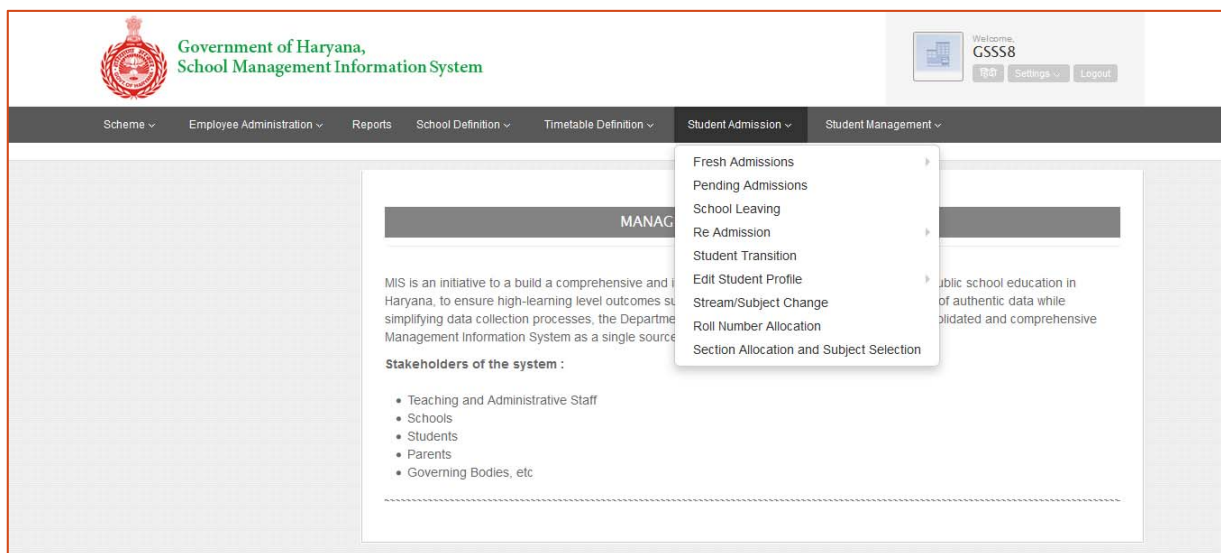 Government of Haryana,
School Management Information System
Welcome,
GSSS8
हिंदी Settings Logout
Scheme Employee Administration Reports School Definition Timetable Definition Student Admission Student Management
Fresh Admissions
Pending Admissions
School Leaving
Re Admission
Student Transition
Edit Student Profile
Stream/Subject Change
Roll Number Allocation
Section Allocation and Subject Selection
MANAG
MIS is an initiative to a build a comprehensive and i ublic school education in
Haryana, to ensure high-learning level outcomes su of authentic data while
simplifying data collection processes, the Departme olidated and comprehensive
Management Information System as a single source
Stakeholders of the system :
Teaching and Administrative Staff
Schools
Students
Parents
Governing Bodies, etc